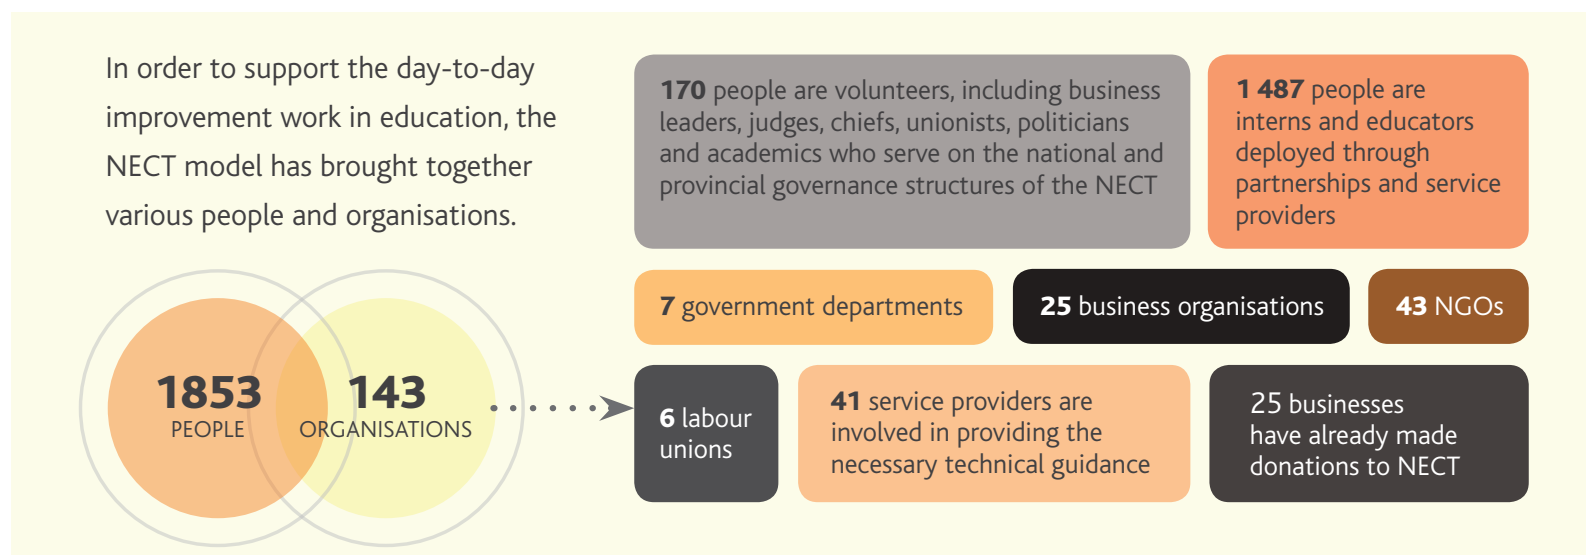 In order to support the day-to-day
improvement work in education, the
NECT model has brought together
various people and organisations.
1853
PEOPLE
143
ORGANISATIONS
170 people are volunteers, including business
leaders, judges, chiefs, unionists, politicians
and academics who serve on the national and
provincial governance structures of the NECT
1 487 people are
interns and educators
deployed through
partnerships and service
providers
7 government departments
25 business organisations
43 NGOs
6 labour
unions
41 service providers are
involved in providing the
necessary technical guidance
25 businesses
have already made
donations to NECT